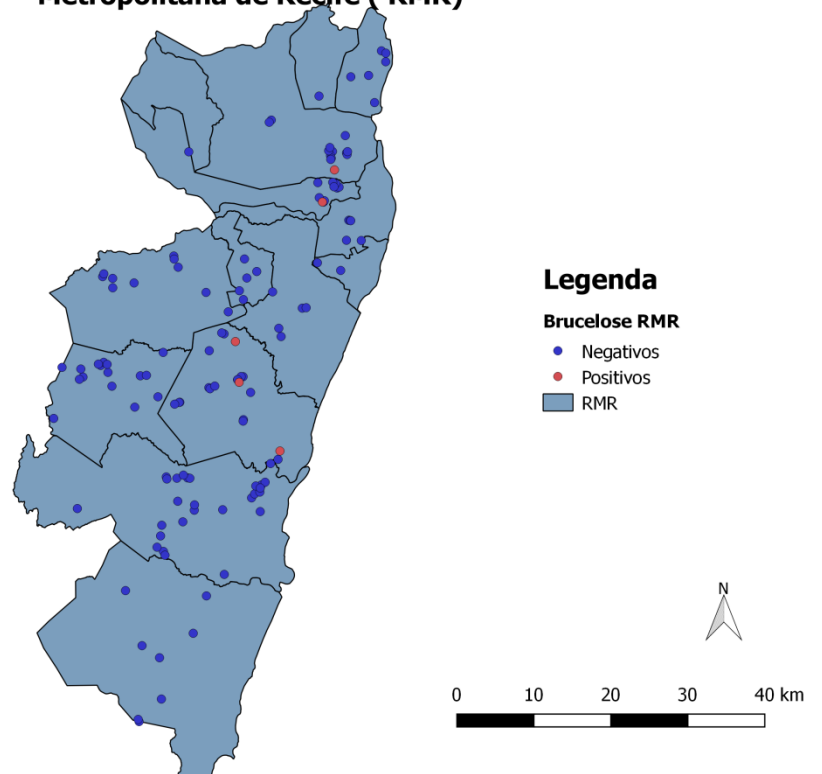 Metropolitana de Recife ( RMR)
Legenda
Brucelose RMR
Negativos
Positivos
RMR
N
0 10 20 30 40 km